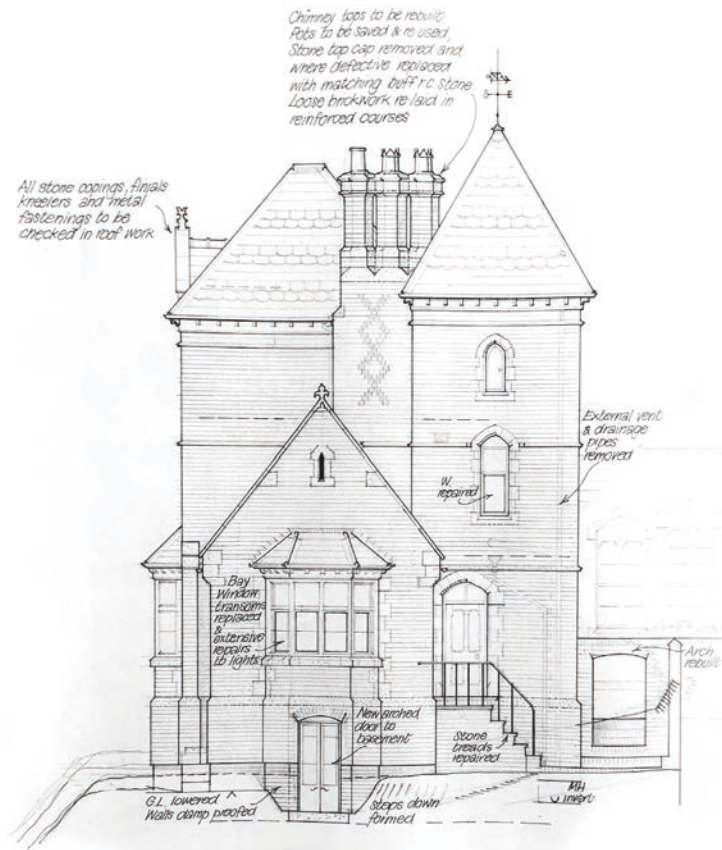 Chimney tops to be rebuilt
Pots to be saved & re used,
Stone top cap removed and
where defective replaced
with matching buff r.c. stone
Loose brickwork re-laid in
reinforced courses
S E
All stone copings, finials
kneelers and metal
fastenings to be
checked in roof work
External vent
& drainage
pipes
removed
W.
repaired
Bay
Window
transoms
replaced
&
extensive
repairs
to lights
Arch
rebuilt
New arched
door to
basement
Stone
treads
repaired
G.L. lowered
Walls damp proofed
steps down
formed
MH
invert